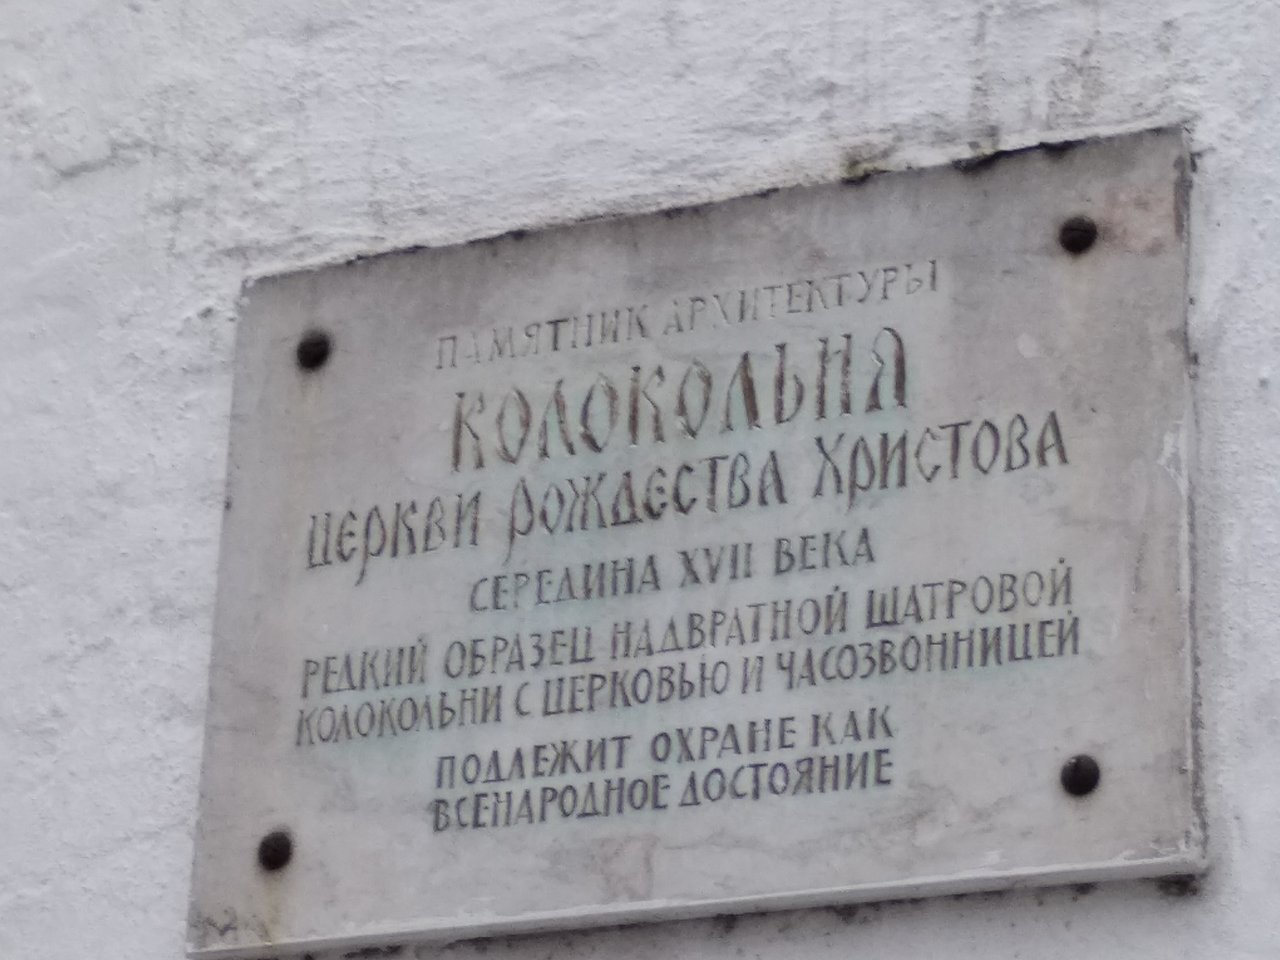 ПАМЯТНИК АРХИТЕКТУРЫ
КОЛОКОЛЬНЯ
ЦЕРКВИ РОЖДЕСТВА ХРИСТОВА
СЕРЕДИНА XVII ВЕКА
РЕДКИЙ ОБРАЗЕЦ НАДВРАТНОЙ ШАТРОВОЙ
КОЛОКОЛЬНИ С ЦЕРКОВЬЮ И ЧАСОЗВОННИЦЕЙ
ПОДЛЕЖИТ ОХРАНЕ КАК
ВСЕНАРОДНОЕ ДОСТОЯНИЕ